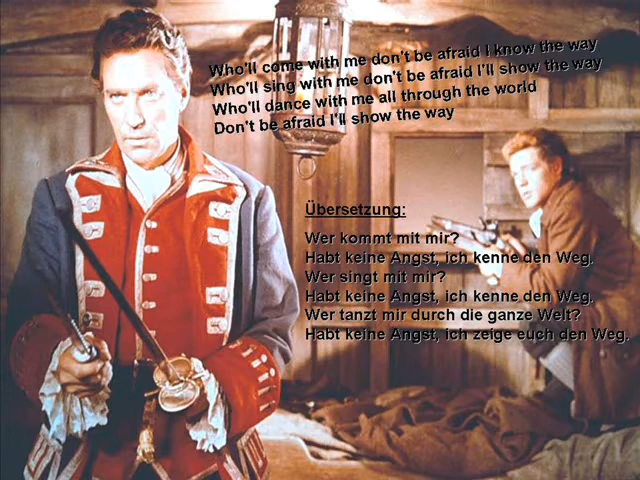 Who'll come with me don't be afraid I know the way
Who'll sing with me don't be afraid I'll show the way
Who'll dance with me all through the world
Don't be afraid I'll show the way
Übersetzung:
Wer kommt mit mir?
Habt keine Angst, ich kenne den Weg.
Wer singt mit mir?
Habt keine Angst, ich kenne den Weg.
Wer tanzt mir durch die ganze Welt?
Habt keine Angst, ich zeige euch den Weg.